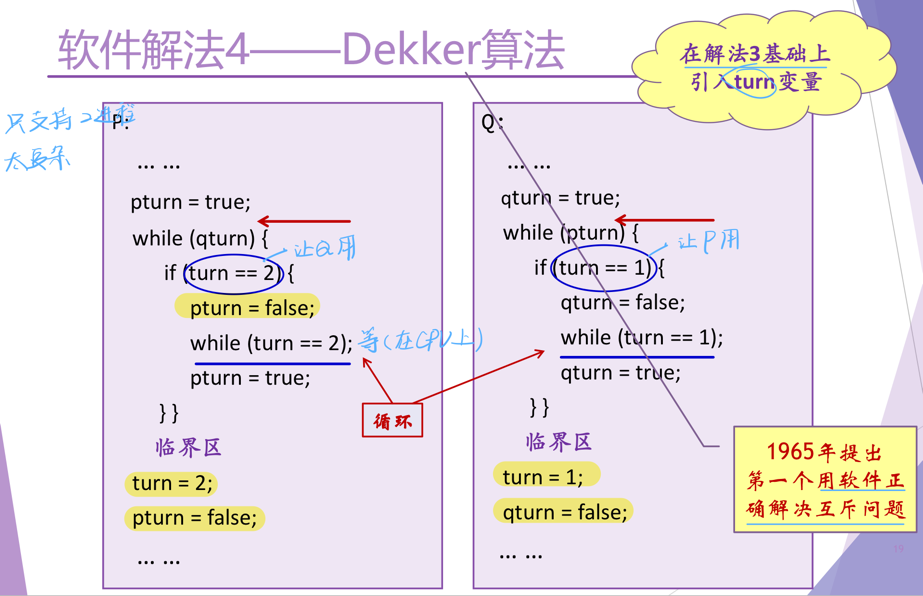 软件解法4——Dekker算法
在解法3基础上
引入turn变量
只支持2进程
太复杂
P:
... ...
pturn = true;
while (qturn) {
让Q用
if (turn == 2) {
pturn = false;
while (turn == 2);
等(在CPU上)
pturn = true;
} }
临界区
turn = 2;
pturn = false;
... ...
循环
Q:
... ...
qturn = true;
while (pturn) {
让P用
if (turn == 1) {
qturn = false;
while (turn == 1);
qturn = true;
} }
临界区
turn = 1;
qturn = false;
... ...
1965年提出
第一个用软件正
确解决互斥问题
19